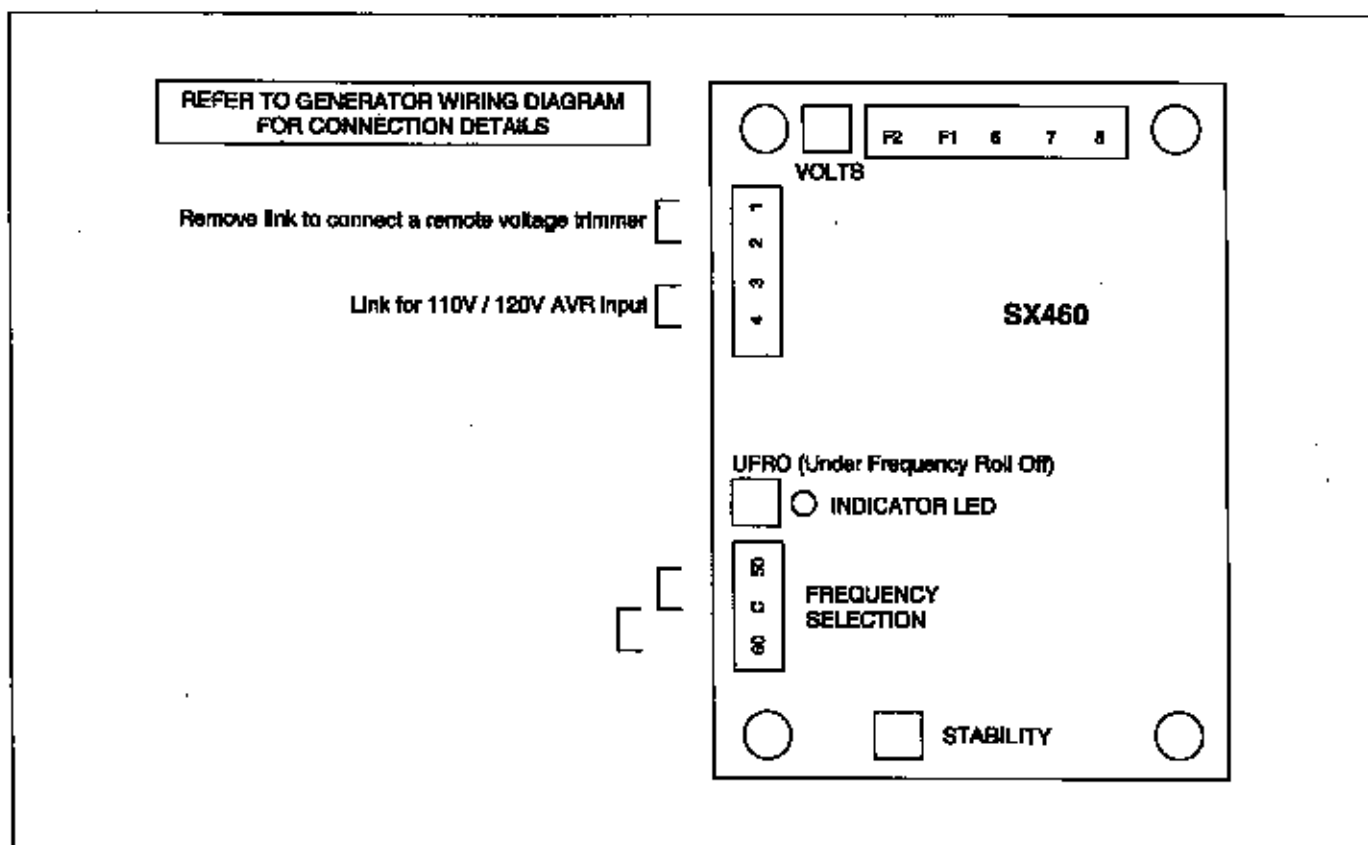 REFER TO GENERATOR WIRING DIAGRAM
FOR CONNECTION DETAILS
F2 F1 6 7 8
VOLTS
Remove link to connect a remote voltage trimmer
1
2
Link for 110V / 120V AVR input
3
4
SX460
UFRO (Under Frequency Roll Off)
INDICATOR LED
50
C
60
FREQUENCY
SELECTION
STABILITY